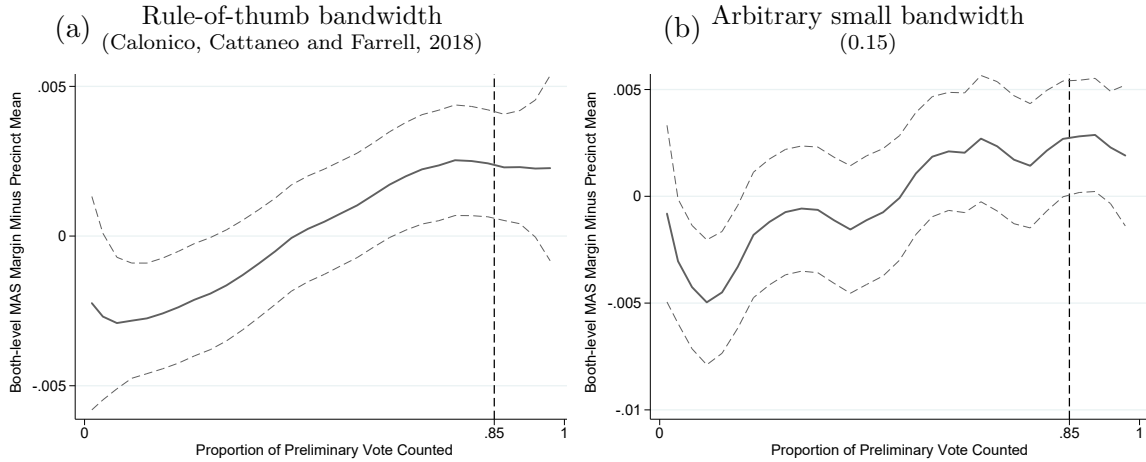 (a) Rule-of-thumb bandwidth
(Calonico, Cattaneo and Farrell, 2018)
Booth-level MAS Margin Minus Precinct Mean
.005
0
-.005
0
.85
1
Proportion of Preliminary Vote Counted
(b) Arbitrary small bandwidth
(0.15)
Booth-level MAS Margin Minus Precinct Mean
.005
0
-.005
-.01
0
.85
1
Proportion of Preliminary Vote Counted